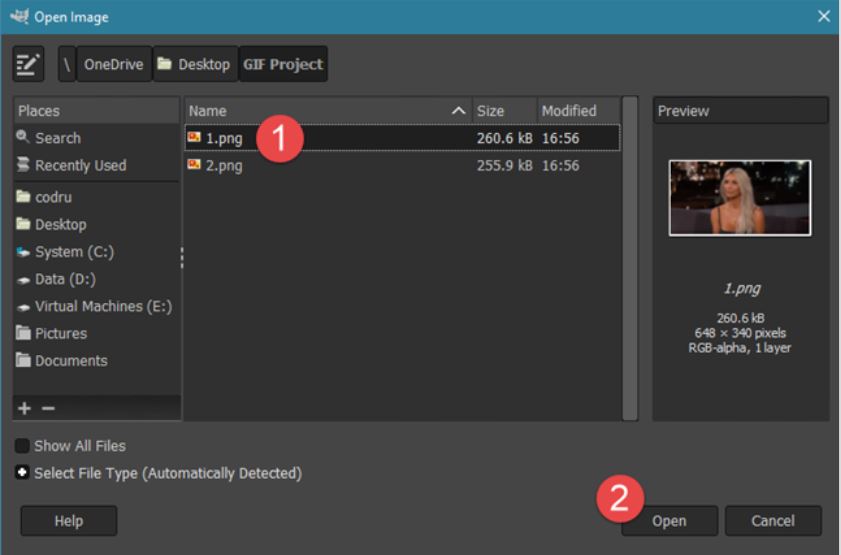 Open Image
\ OneDrive Desktop GIF Project
Places
Search
Recently Used
codru
Desktop
System (C:)
Data (D:)
Virtual Machines (E:)
Pictures
Documents
+ −
Name Size Modified
1.png 1 260.6 kB 16:56
2.png 255.9 kB 16:56
Preview
1.png
260.6 kB
648 × 340 pixels
RGB-alpha, 1 layer
Show All Files
Select File Type (Automatically Detected)
2
Help Open Cancel